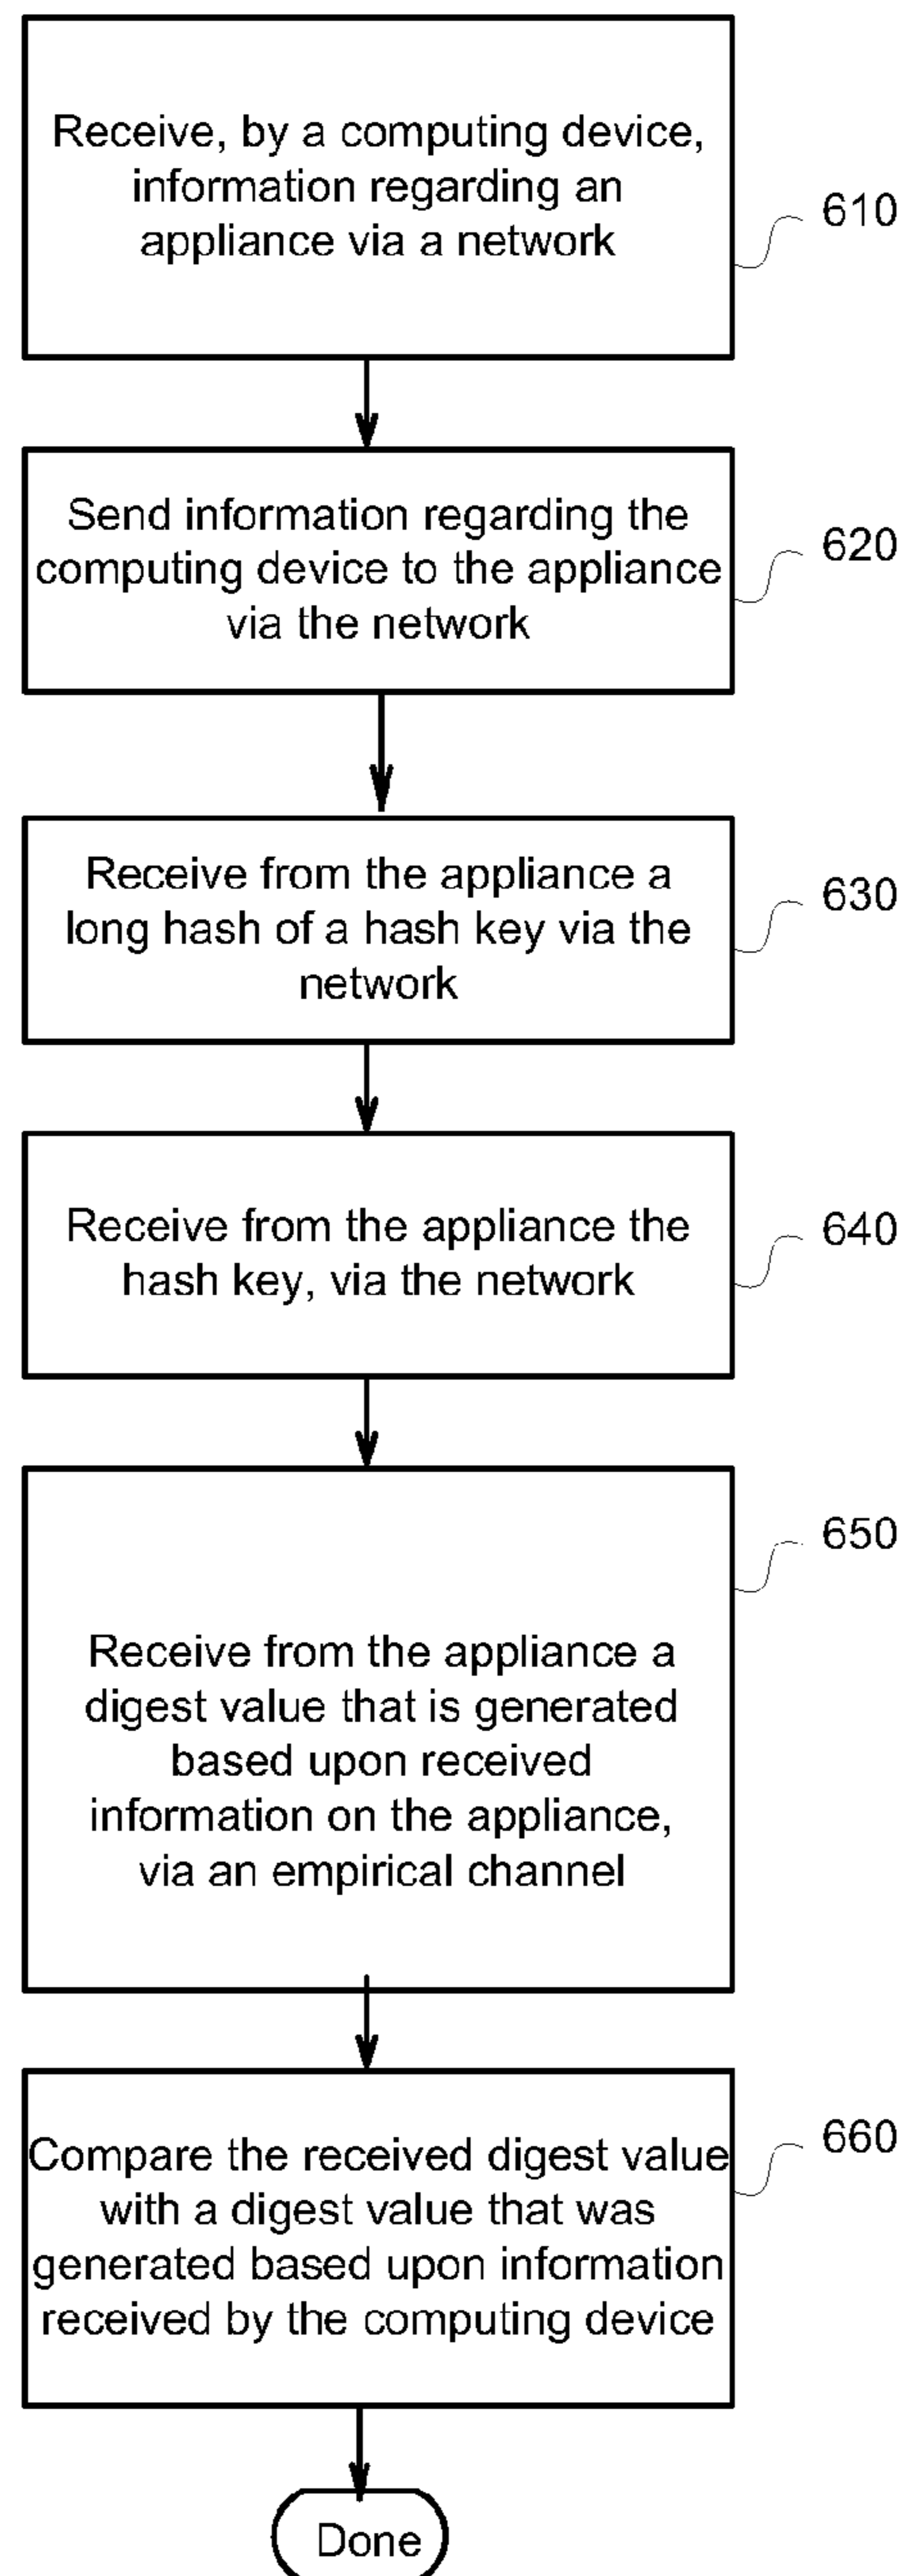 Receive, by a computing device,
information regarding an
appliance via a network
610
Send information regarding the
computing device to the appliance
via the network
620
Receive from the appliance a
long hash of a hash key via the
network
630
Receive from the appliance the
hash key, via the network
640
Receive from the appliance a
digest value that is generated
based upon received
information on the appliance,
via an empirical channel
650
Compare the received digest value
with a digest value that was
generated based upon information
received by the computing device
660
Done